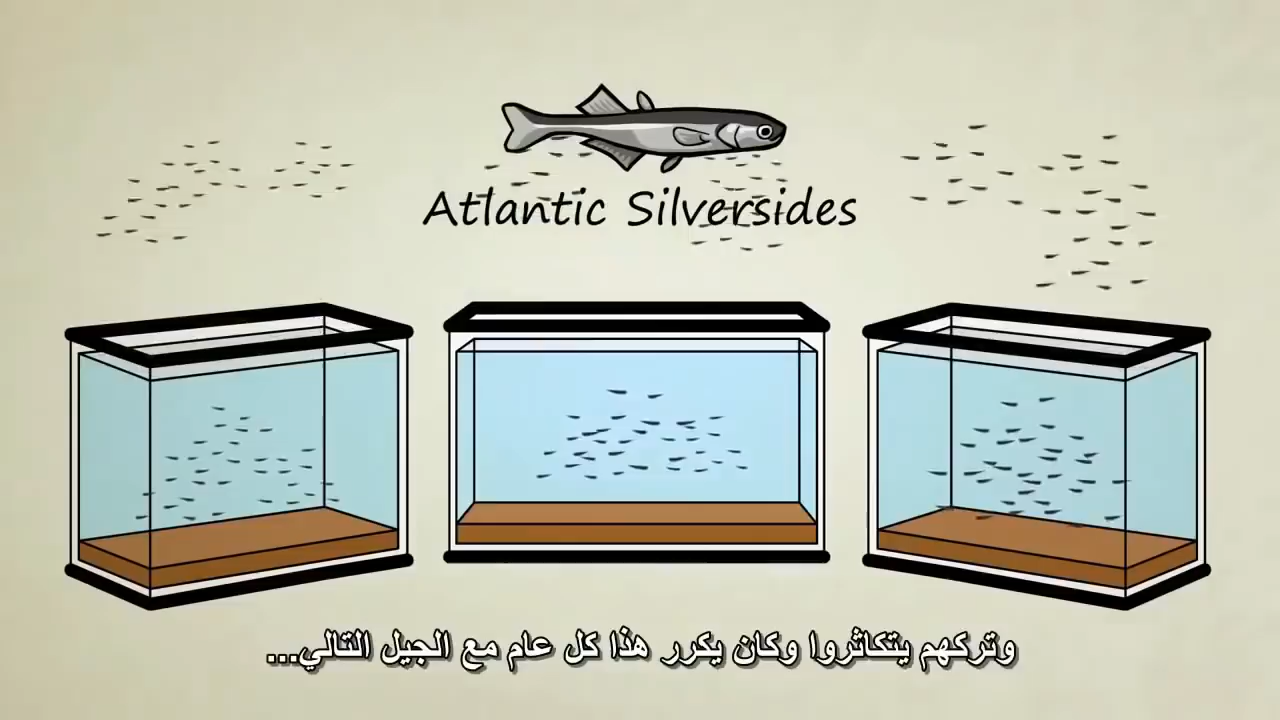 Atlantic Silversides
وتركهم يتكاثروا وكان يكرر هذا كل عام مع الجيل التالي...